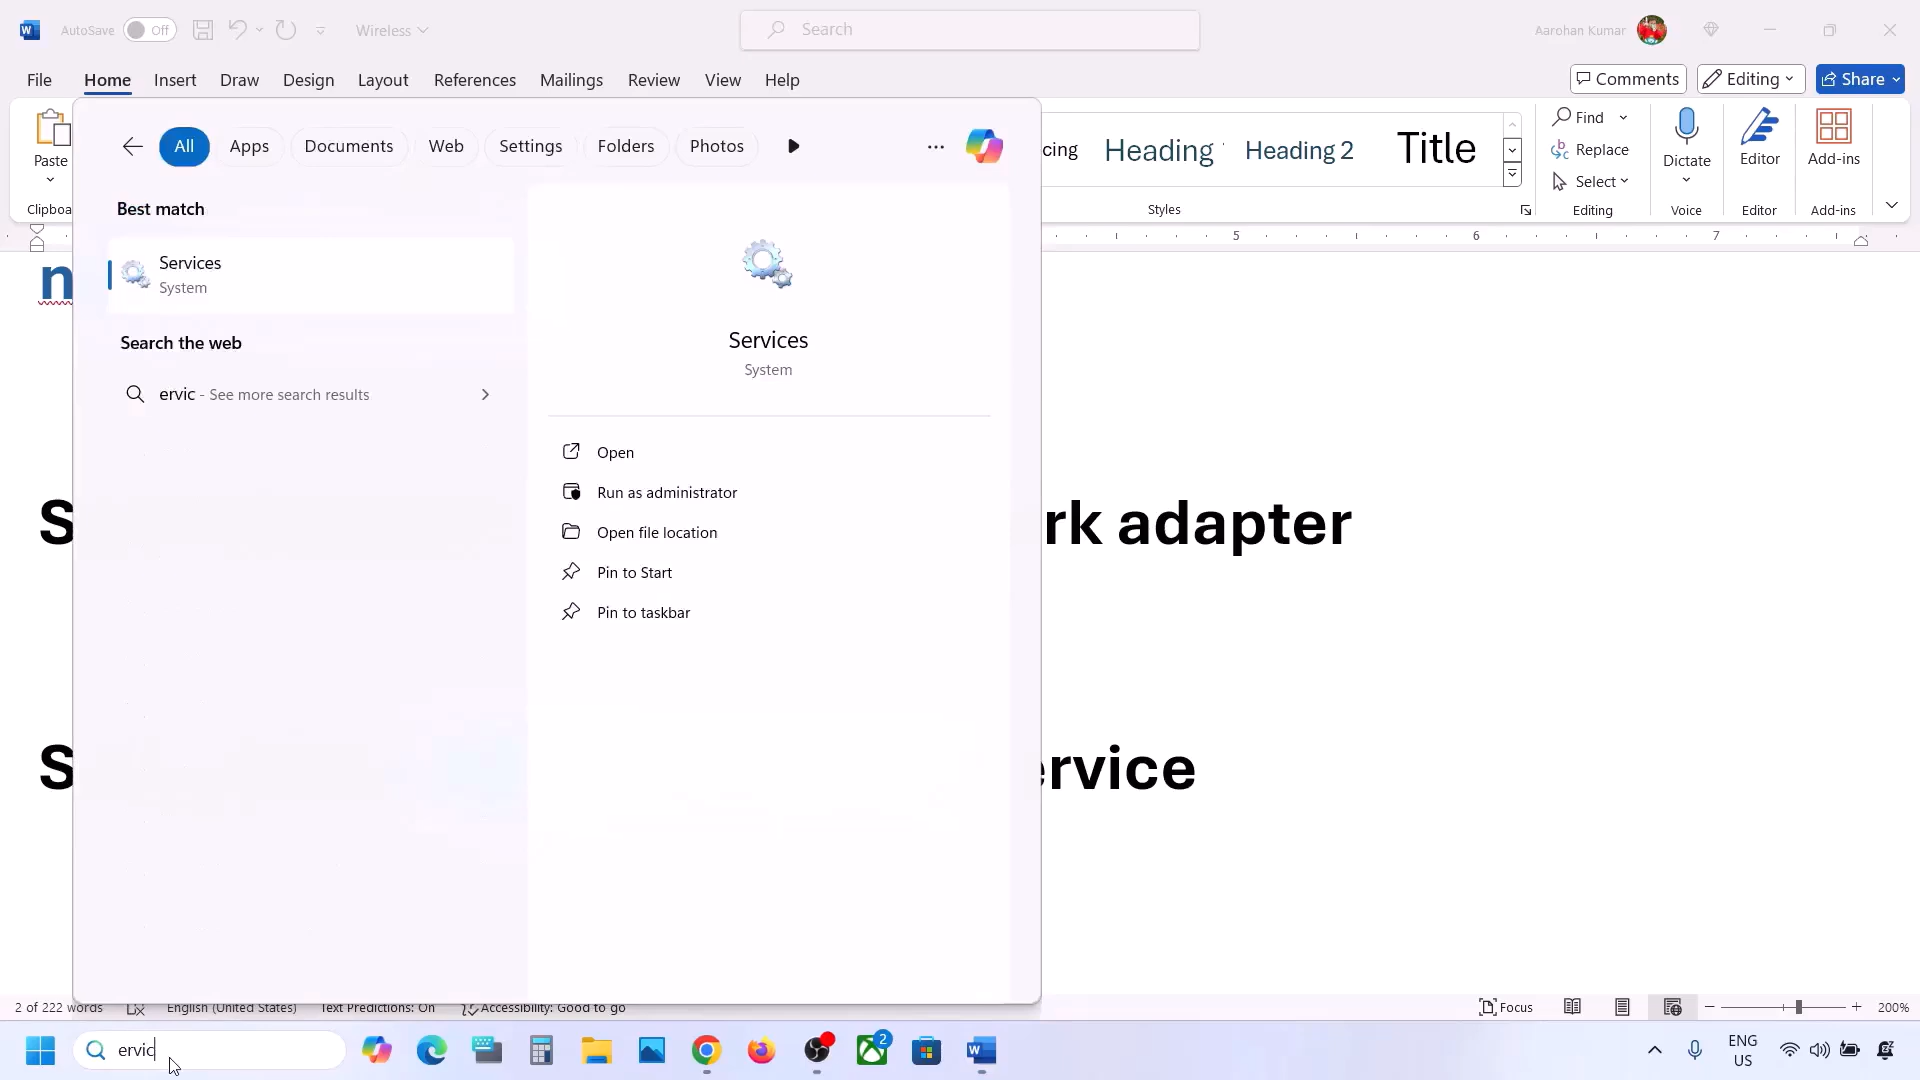 AutoSave Off Wireless Search Aarohan Kumar
File Home Insert Draw Design Layout References Mailings Review View Help Comments Editing Share
Paste
Clipboa
cing Heading Heading 2 Title
Styles
Find
Replace
Select
Editing
Dictate
Voice
Editor
Editor
Add-ins
Add-ins
5 6 7
All Apps Documents Web Settings Folders Photos
Best match
Services
System
Search the web
ervic - See more search results
Services
System
Open
Run as administrator
Open file location
Pin to Start
Pin to taskbar
n
S rk adapter
S ervice
2 of 222 words English (United States) Text Predictions: On Accessibility: Good to go Focus 200%
ervic 2 ENG
US